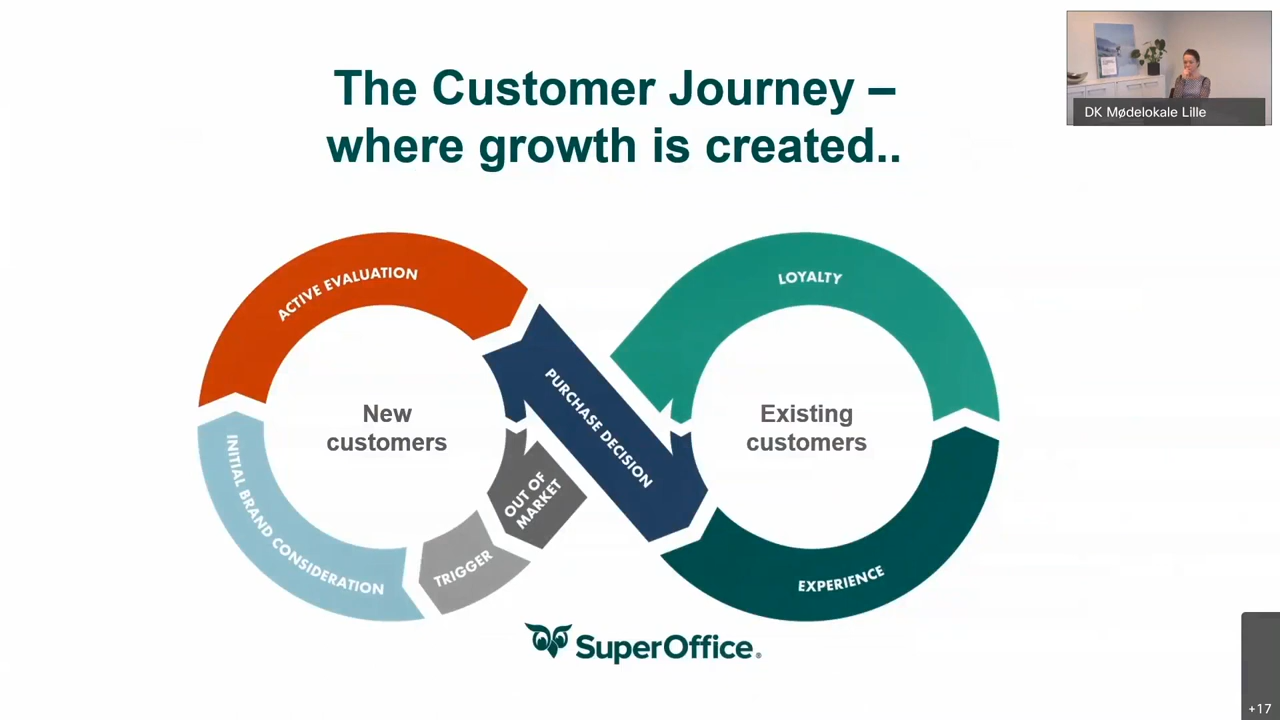 The Customer Journey –
where growth is created..
DK Mødelokale Lille
ACTIVE EVALUATION
LOYALTY
PURCHASE DECISION
New
customers
Existing
customers
INITIAL BRAND CONSIDERATION
OUT OF
MARKET
TRIGGER
EXPERIENCE
SuperOffice®
+17